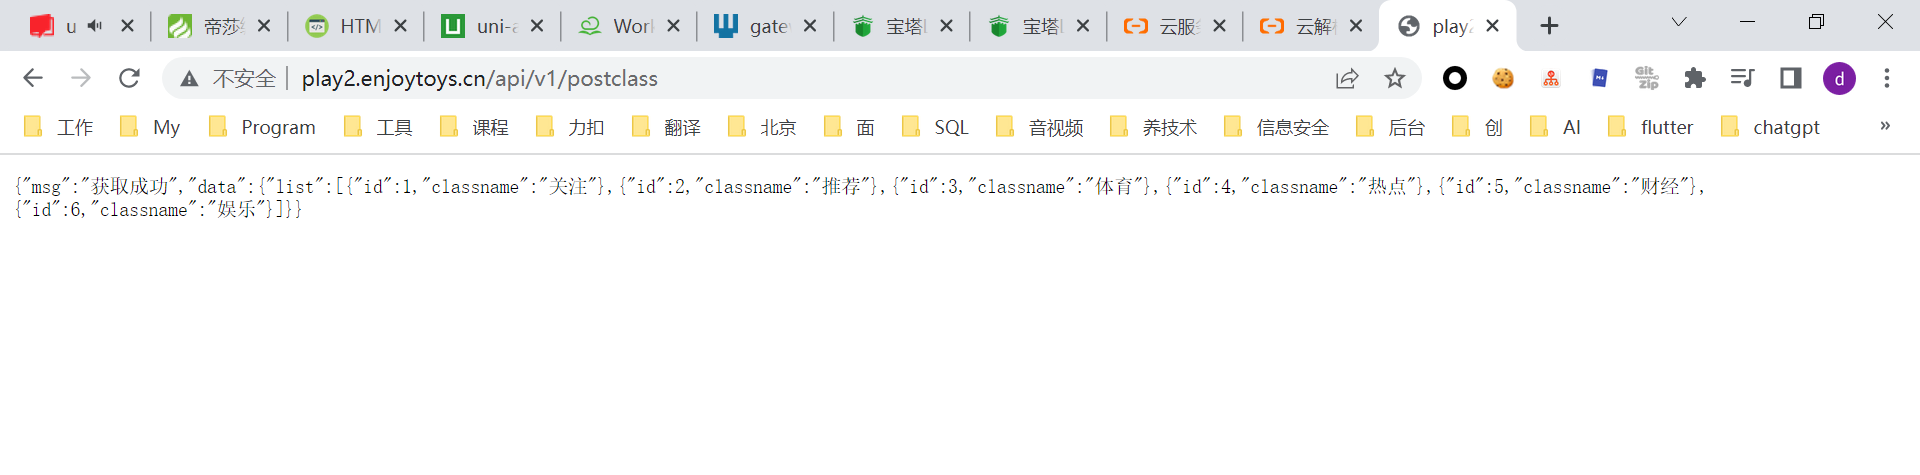 u 帝莎 HTM uni-a Work gate 宝塔 宝塔 云服 云解 play2
不安全 play2.enjoytoys.cn/api/v1/postclass Git Zip d
工作 My Program 工具 课程 力扣 翻译 北京 面 SQL 音视频 养技术 信息安全 后台 创 AI flutter chatgpt »
{"msg":"获取成功","data":{"list":[{"id":1,"classname":"关注"},{"id":2,"classname":"推荐"},{"id":3,"classname":"体育"},{"id":4,"classname":"热点"},{"id":5,"classname":"财经"},
{"id":6,"classname":"娱乐"}]}}